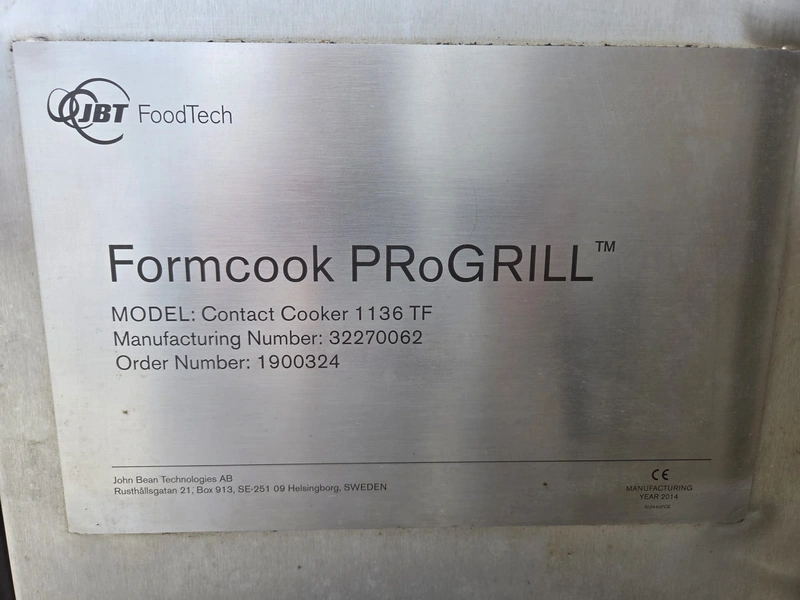 JBT FoodTech
Formcook PRoGRILL™
MODEL: Contact Cooker 1136 TF
Manufacturing Number: 32270062
Order Number: 1900324
John Bean Technologies AB
Rusthållsgatan 21, Box 913, SE-251 09 Helsingborg, SWEDEN
CE
MANUFACTURING
YEAR 2014